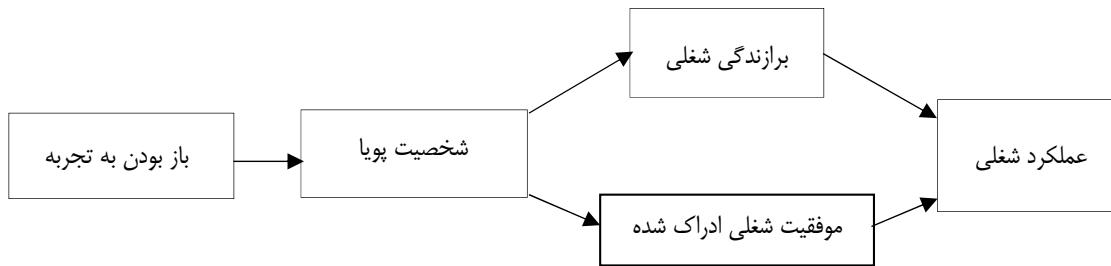 برازندگی شغلی
باز بودن به تجربه
شخصیت پویا
عملکرد شغلی
موفقیت شغلی ادراک شده